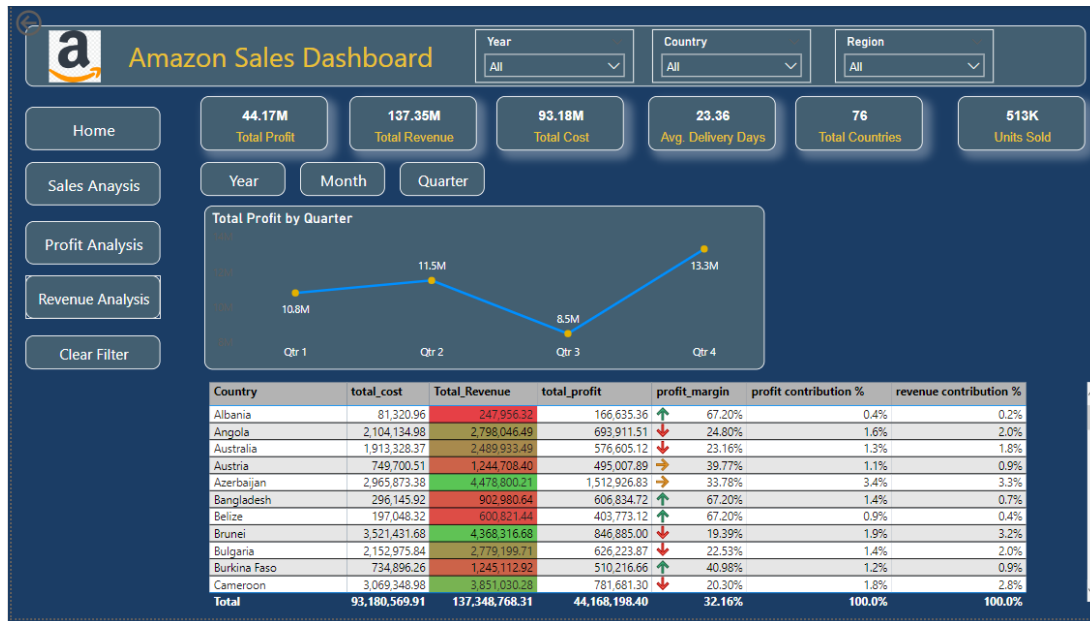 a
Amazon Sales Dashboard
Year
All
Country
All
Region
All
Home
Sales Anaysis
Profit Analysis
Revenue Analysis
Clear Filter
44.17M
Total Profit
137.35M
Total Revenue
93.18M
Total Cost
23.36
Avg. Delivery Days
76
Total Countries
513K
Units Sold
Year Month Quarter
Total Profit by Quarter
10.8M
11.5M
8.5M
13.3M
Qtr 1 Qtr 2 Qtr 3 Qtr 4
Country total_cost Total_Revenue total_profit profit_margin profit contribution % revenue contribution %
Albania 81,320.96 247,956.32 166,635.36 67.20% 0.4% 0.2%
Angola 2,104,134.98 2,798,046.49 693,911.51 24.80% 1.6% 2.0%
Australia 1,913,328.37 2,489,933.49 576,605.12 23.16% 1.3% 1.8%
Austria 749,700.51 1,244,708.40 495,007.89 39.77% 1.1% 0.9%
Azerbaijan 2,965,873.38 4,478,800.21 1,512,926.83 33.78% 3.4% 3.3%
Bangladesh 296,145.92 902,980.64 606,834.72 67.20% 1.4% 0.7%
Belize 197,048.32 600,821.44 403,773.12 67.20% 0.9% 0.4%
Brunei 3,521,431.68 4,368,316.68 846,885.00 19.39% 1.9% 3.2%
Bulgaria 2,152,975.84 2,779,199.71 626,223.87 22.53% 1.4% 2.0%
Burkina Faso 734,896.26 1,245,112.92 510,216.66 40.98% 1.2% 0.9%
Cameroon 3,069,348.98 3,851,030.28 781,681.30 20.30% 1.8% 2.8%
Total 93,180,569.91 137,348,768.31 44,168,198.40 32.16% 100.0% 100.0%